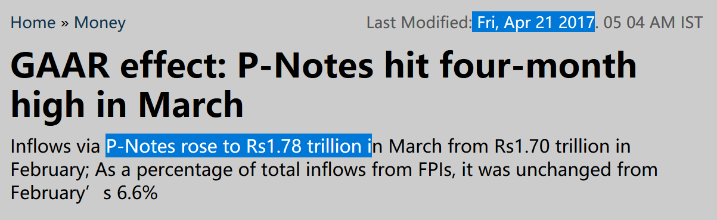 Home » Money Last Modified: Fri, Apr 21 2017. 05 04 AM IST
GAAR effect: P-Notes hit four-month
high in March
Inflows via P-Notes rose to Rs1.78 trillion in March from Rs1.70 trillion in
February; As a percentage of total inflows from FPIs, it was unchanged from
February’s 6.6%